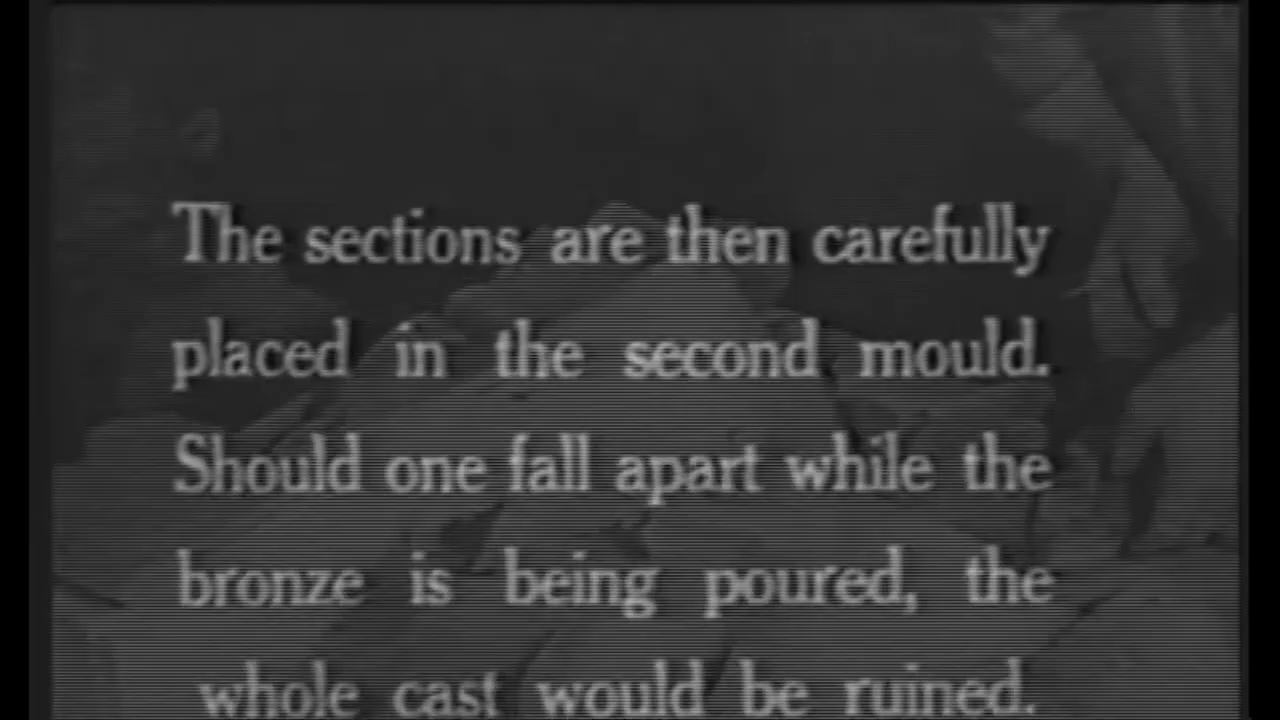 The sections are then carefully
placed in the second mould.
Should one fall apart while the
bronze is being poured, the
whole cast would be ruined.